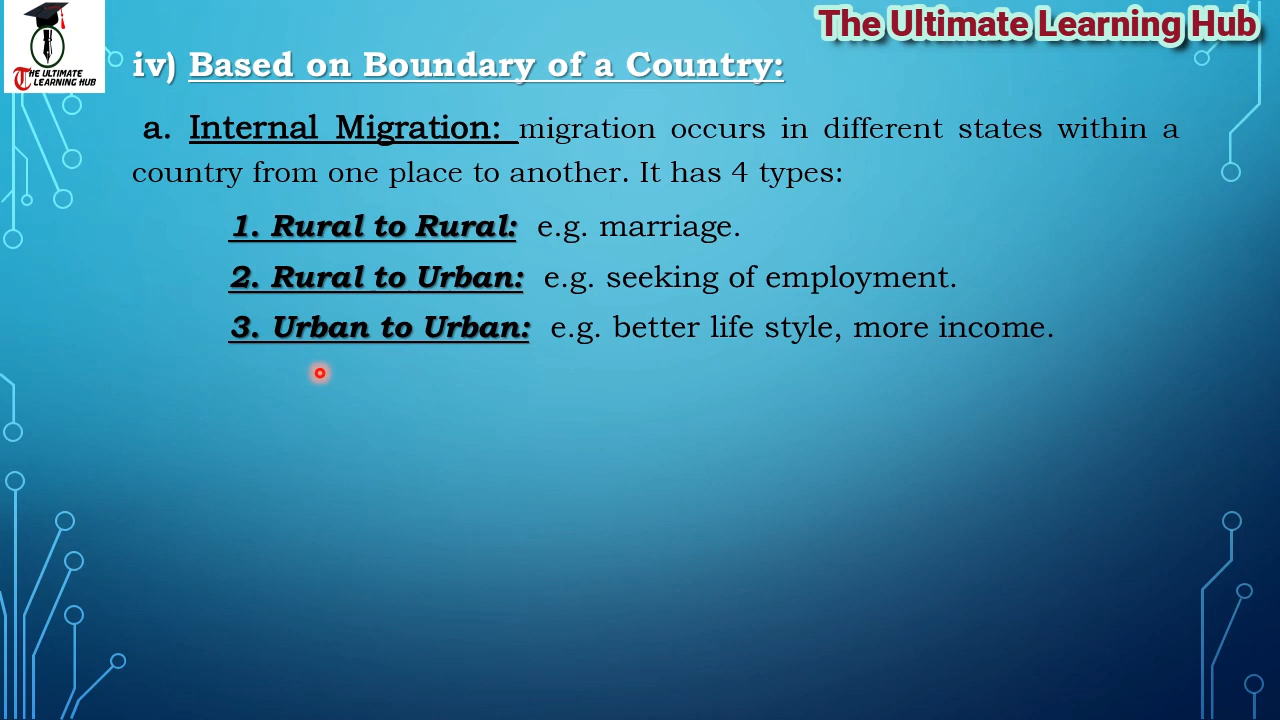 The Ultimate Learning Hub
THE ULTIMATE
LEARNING HUB
iv) Based on Boundary of a Country:
a. Internal Migration: migration occurs in different states within a
country from one place to another. It has 4 types:
1. Rural to Rural: e.g. marriage.
2. Rural to Urban: e.g. seeking of employment.
3. Urban to Urban: e.g. better life style, more income.